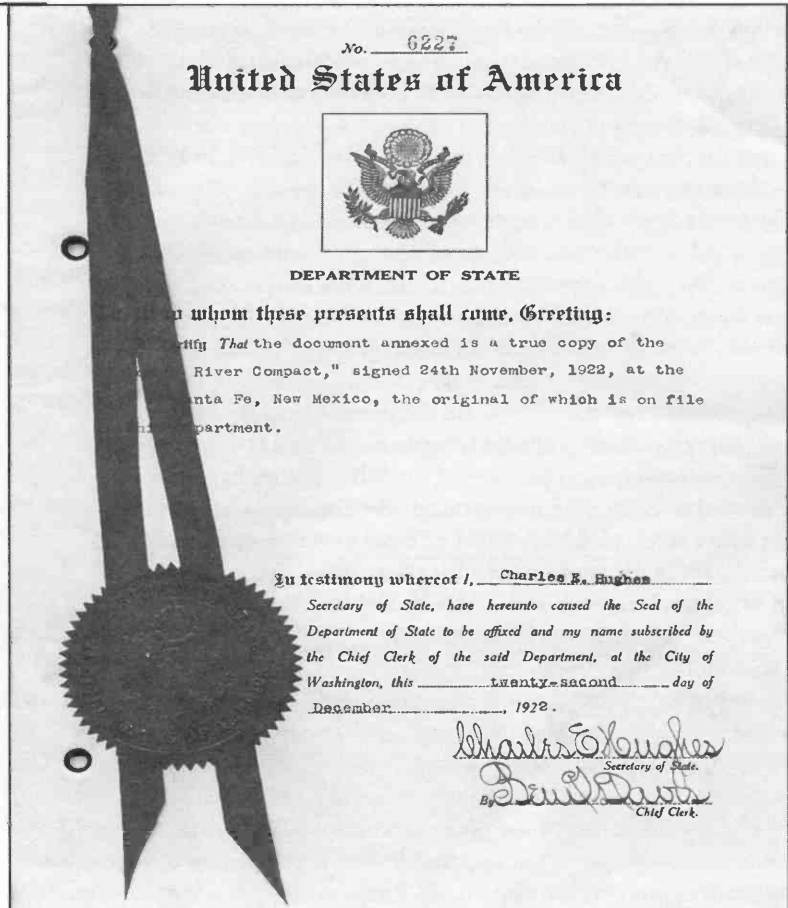 No. 6227
United States of America
DEPARTMENT OF STATE
whom these presents shall come, Greeting:
That the document annexed is a true copy of the
River Compact," signed 24th November, 1922, at the
Fe, New Mexico, the original of which is on file
In testimony whereof I, Charles E. Hughes
Secretary of State, have hereunto caused the Seal of the
Department of State to be affixed and my name subscribed by
the Chief Clerk of the said Department, at the City of
Washington, this twenty-second day of
December, 1922.
Charles E Hughes
Secretary of State.
By
Chief Clerk.